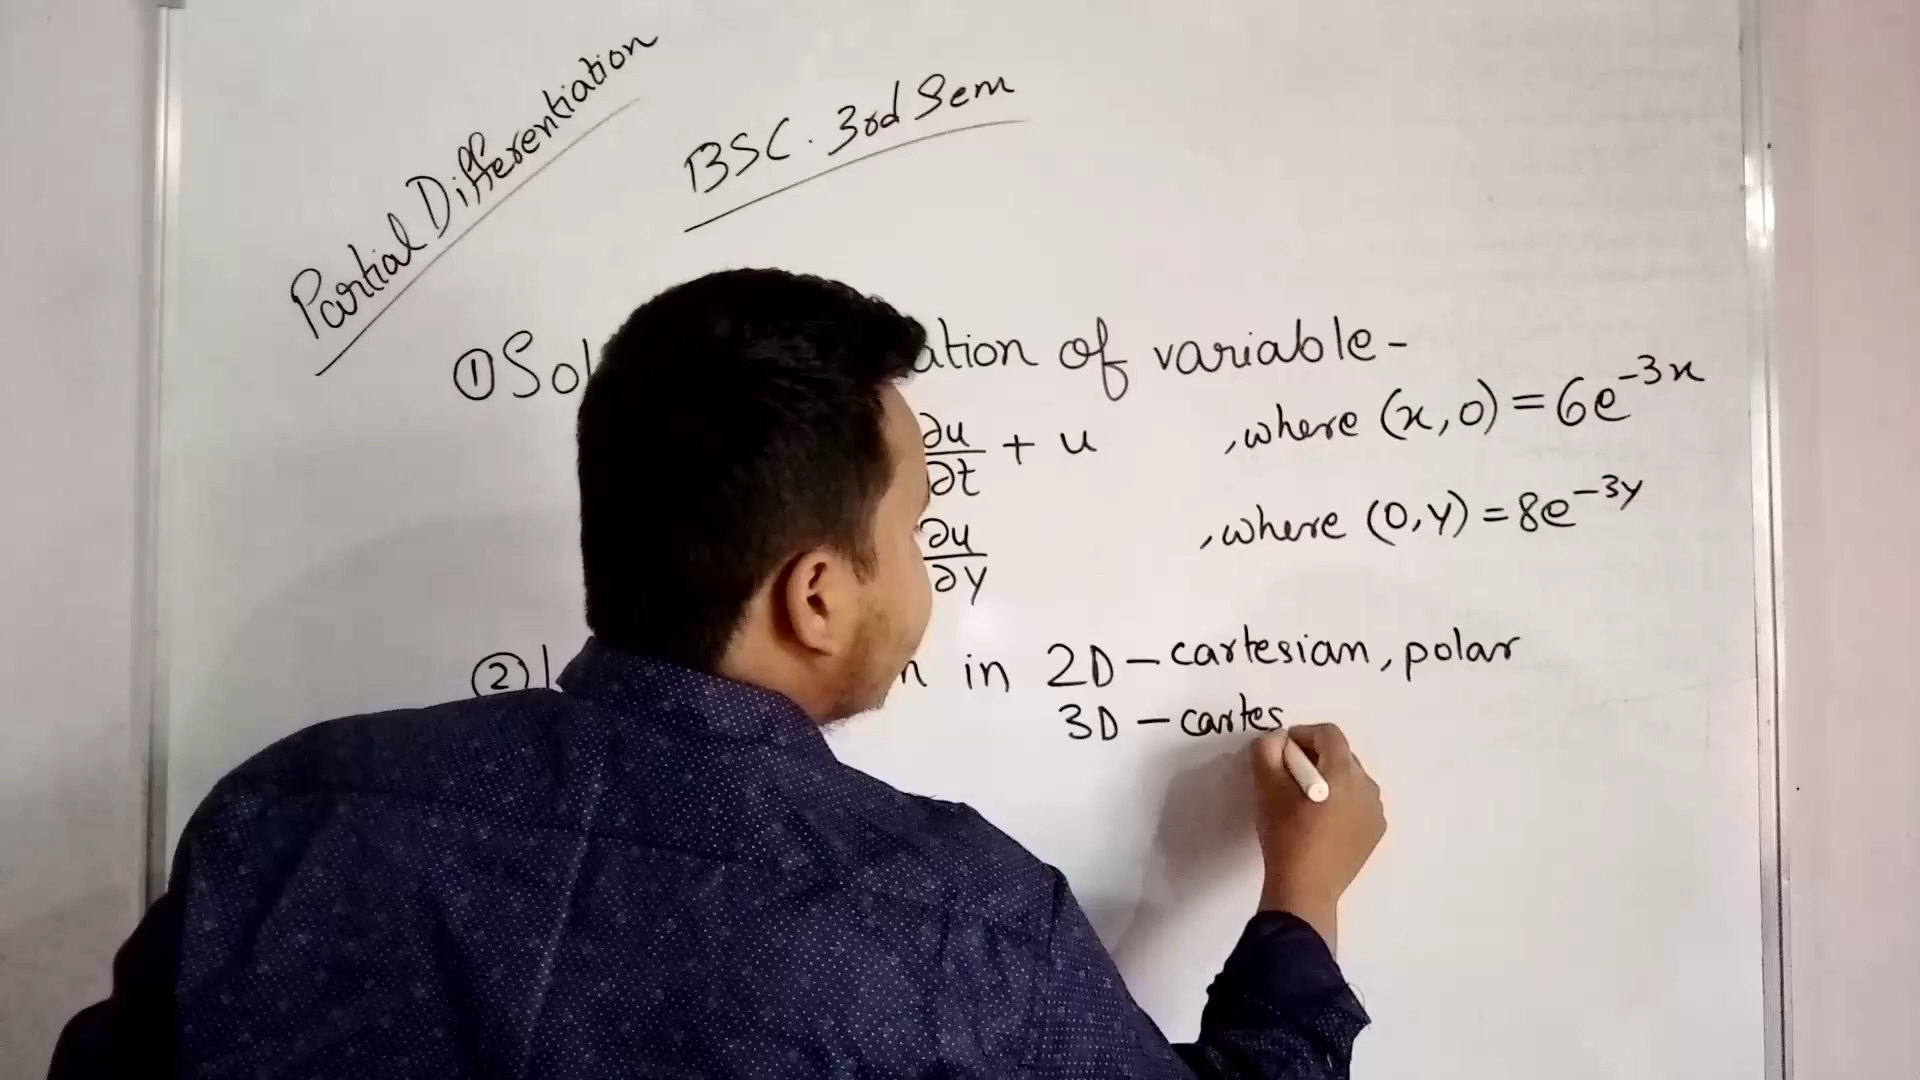 Partial Differentiation
BSC. 3rd Sem
① Sol ation of variable-
∂u/∂t + u , where (x, 0) = 6e^-3x
∂u/∂y , where (0, y) = 8e^-3y
② in 2D - cartesian, polar
3D - cartes